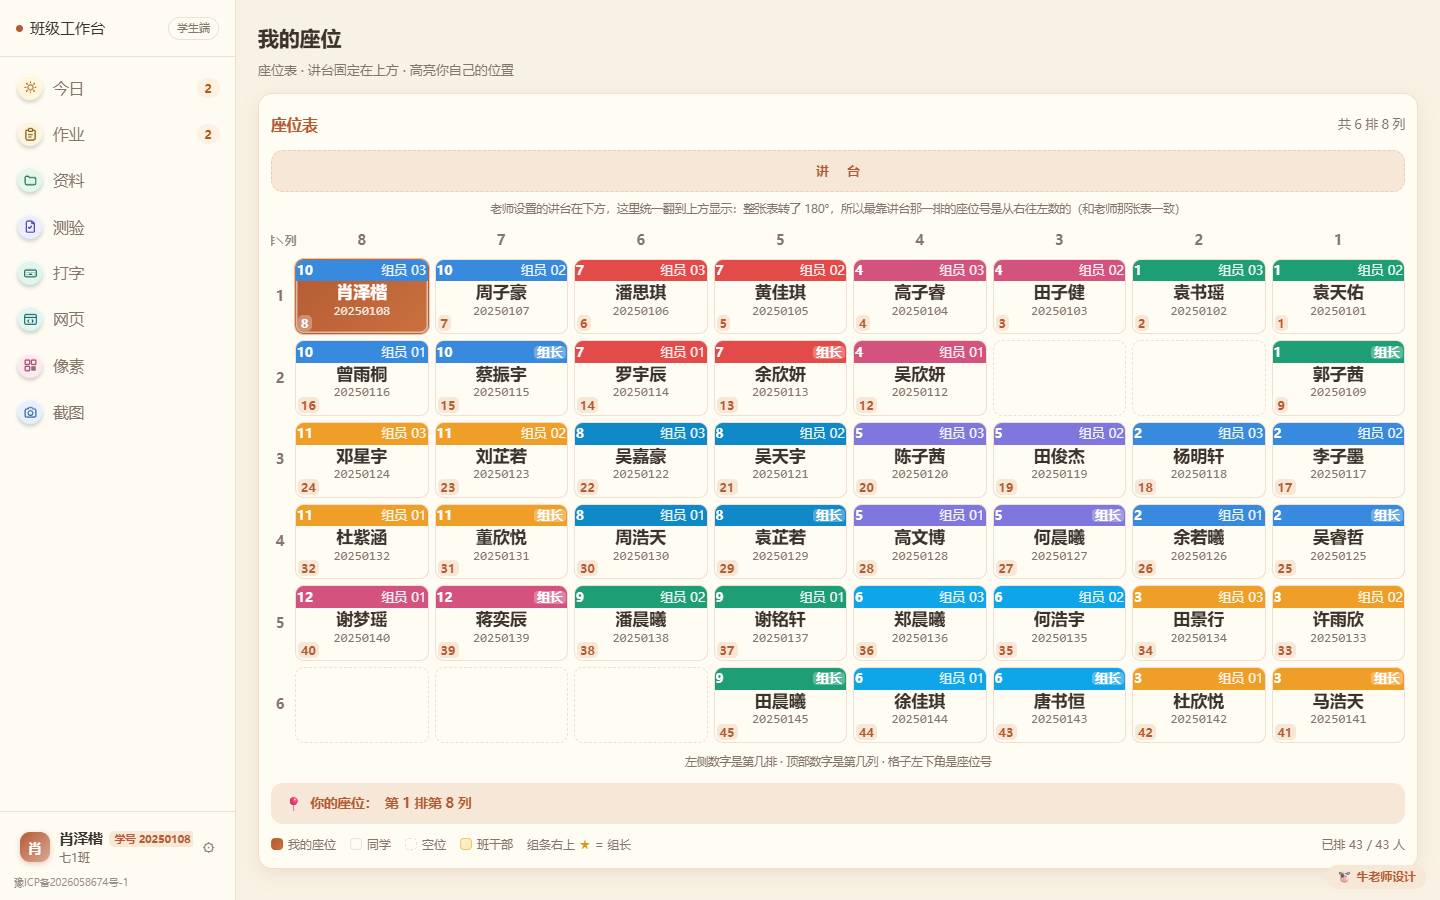 班级工作台 学生端
今日 2
作业 2
资料
测验
打字
网页
像素
截图
肖 肖泽楷 学号 20250108
七1班
豫ICP备2026058674号-1
我的座位
座位表 · 讲台固定在上方 · 高亮你自己的位置
座位表 共 6 排 8 列
讲 台
老师设置的讲台在下方，这里统一翻到上方显示：整张表转了 180°，所以最靠讲台那一排的座位号是从右往左数的（和老师那张表一致）
排＼列 8 7 6 5 4 3 2 1
10 组员 03 10 组员 02 7 组员 03 7 组员 02 4 组员 03 4 组员 02 1 组员 03 1 组员 02
1 肖泽楷 周子豪 潘思琪 黄佳琪 高子睿 田子健 袁书瑶 袁天佑
20250108 20250107 20250106 20250105 20250104 20250103 20250102 20250101
8 7 6 5 4 3 2 1
10 组员 01 10 组长 7 组员 01 7 组长 4 组员 01 1 组长
2 曾雨桐 蔡振宇 罗宇辰 余欣妍 吴欣妍 郭子茜
20250116 20250115 20250114 20250113 20250112 20250109
16 15 14 13 12 9
11 组员 03 11 组员 02 8 组员 03 8 组员 02 5 组员 03 5 组员 02 2 组员 03 2 组员 02
3 邓星宇 刘芷若 吴嘉豪 吴天宇 陈子茜 田俊杰 杨明轩 李子墨
20250124 20250123 20250122 20250121 20250120 20250119 20250118 20250117
24 23 22 21 20 19 18 17
11 组员 01 11 组长 8 组员 01 8 组长 5 组员 01 5 组长 2 组员 01 2 组长
4 杜紫涵 董欣悦 周浩天 袁芷若 高文博 何晨曦 余若曦 吴睿哲
20250132 20250131 20250130 20250129 20250128 20250127 20250126 20250125
32 31 30 29 28 27 26 25
12 组员 01 12 组长 9 组员 02 9 组员 01 6 组员 03 6 组员 02 3 组员 03 3 组员 02
5 谢梦瑶 蒋奕辰 潘晨曦 谢铭轩 郑晨曦 何浩宇 田景行 许雨欣
20250140 20250139 20250138 20250137 20250136 20250135 20250134 20250133
40 39 38 37 36 35 34 33
9 组长 6 组员 01 6 组长 3 组员 01 3 组长
6 田晨曦 徐佳琪 唐书恒 杜欣悦 马浩天
20250145 20250144 20250143 20250142 20250141
45 44 43 42 41
左侧数字是第几排 · 顶部数字是第几列 · 格子左下角是座位号
你的座位： 第 1 排第 8 列
我的座位 同学 空位 班干部 组条右上 ★ = 组长 已排 43 / 43 人
牛老师设计